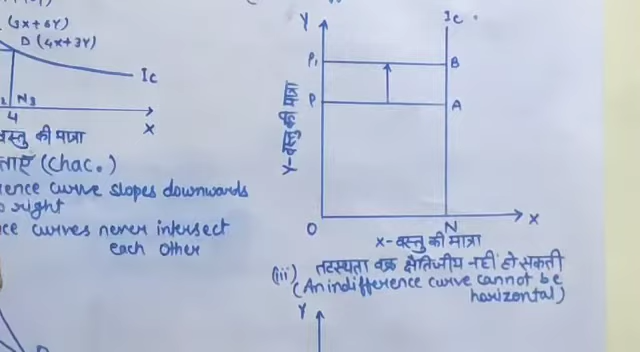 (3x+6Y)
D (4x+3Y)
Ic
N3
4
X
वस्तु की मात्रा
(Chac.)
ence curve slopes downwards
right
ce curves never intersect
each other
Y
Ic
P1
B
Y-वस्तु की मात्रा
P
A
O
N
X
X-वस्तु की मात्रा
(iii) तटस्थता वक्र क्षैतिजीय नहीं हो सकती
(An indifference curve cannot be
horizontal)
Y